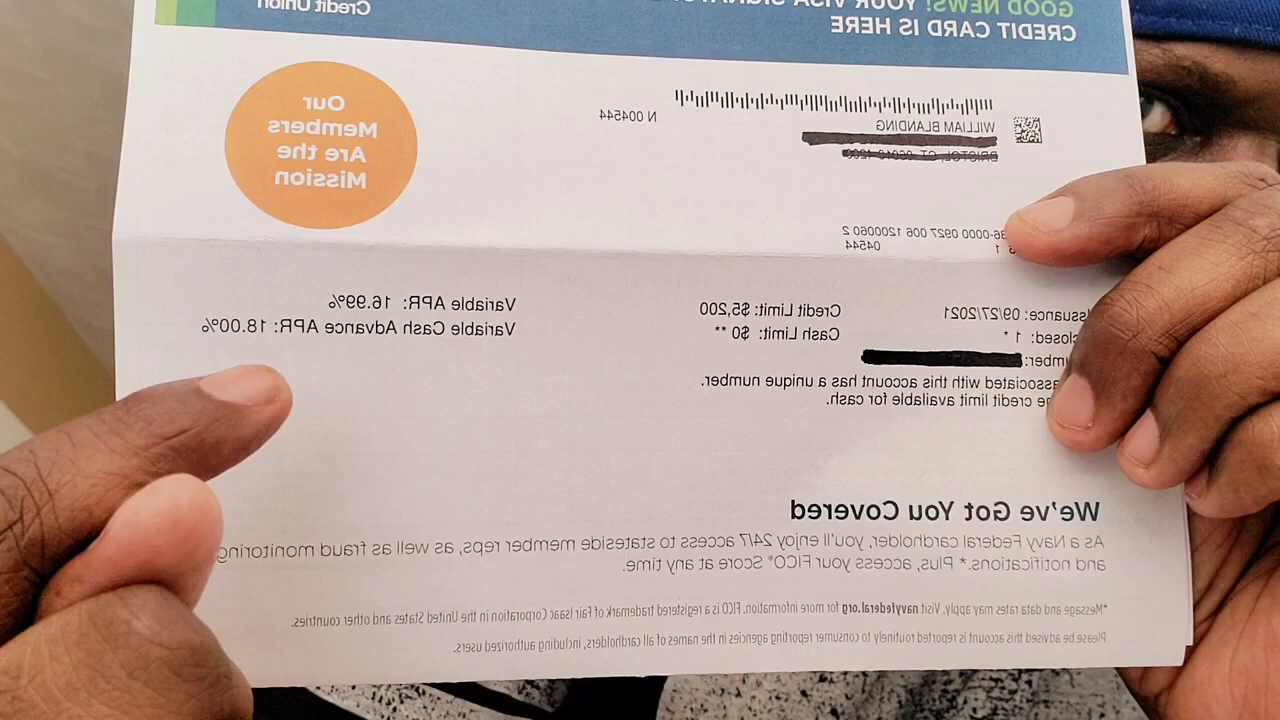 GOOD NEWS! YOUR VISA
CREDIT CARD IS HERE
Credit Union
WILLIAM BLANDING
BRISTOL, CT
N 004544
Our
Members
Are the
Mission
36-0000 0927 006 1200060 2
1 04544
Issuance: 09/27/2021
closed: 1 *
mber:
associated with this account has a unique number.
e credit limit available for cash.
Credit Limit: $5,200
Cash Limit: $0 **
Variable APR: 16.99%
Variable Cash Advance APR: 18.00%
We've Got You Covered
As a Navy Federal cardholder, you'll enjoy 24/7 access to stateside member reps, as well as fraud monitoring
and notifications.* Plus, access your FICO® Score at any time.
*Message and data rates may apply. Visit navyfederal.org for more information. FICO is a registered trademark of Fair Isaac Corporation in the United States and other countries.
Please be advised this account is reported routinely to consumer reporting agencies in the names of all cardholders, including authorized users.